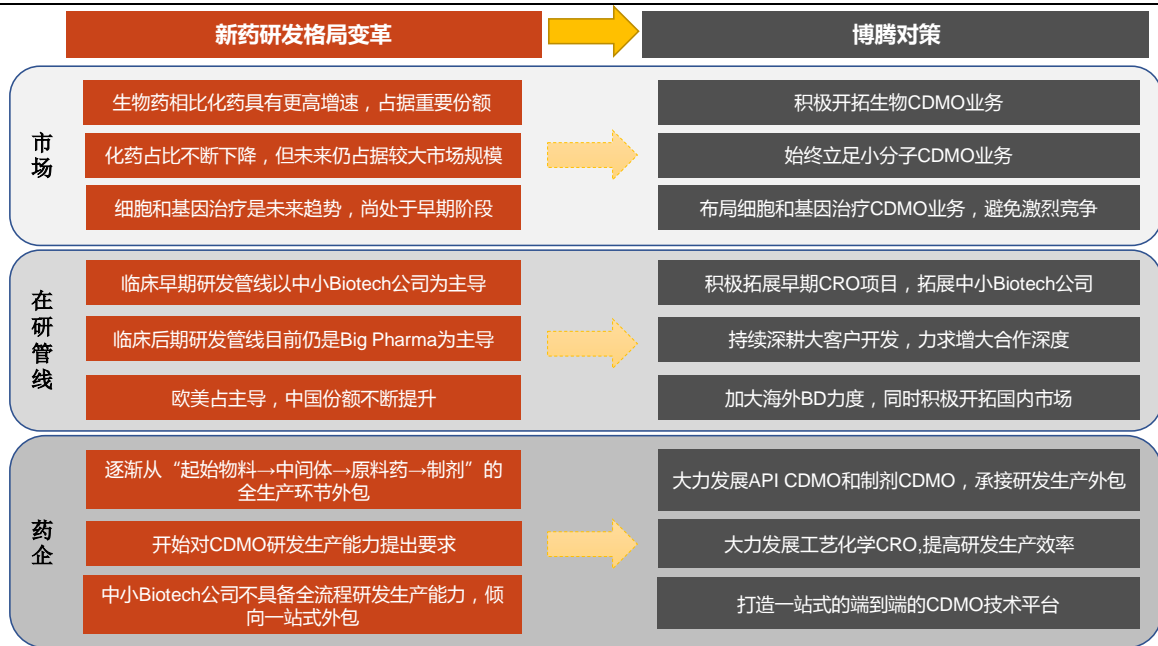 新药研发格局变革
博腾对策
市场
生物药相比化药具有更高增速，占据重要份额
积极开拓生物CDMO业务
化药占比不断下降，但未来仍占据较大市场规模
始终立足小分子CDMO业务
细胞和基因治疗是未来趋势，尚处于早期阶段
布局细胞和基因治疗CDMO业务，避免激烈竞争
在研管线
临床早期研发管线以中小Biotech公司为主导
积极拓展早期CRO项目，拓展中小Biotech公司
临床后期研发管线目前仍是Big Pharma为主导
持续深耕大客户开发，力求增大合作深度
欧美占主导，中国份额不断提升
加大海外BD力度，同时积极开拓国内市场
药企
逐渐从“起始物料→中间体→原料药→制剂”的
全生产环节外包
大力发展API CDMO和制剂CDMO，承接研发生产外包
开始对CDMO研发生产能力提出要求
大力发展工艺化学CRO,提高研发生产效率
中小Biotech公司不具备全流程研发生产能力，倾
向一站式外包
打造一站式的端到端的CDMO技术平台